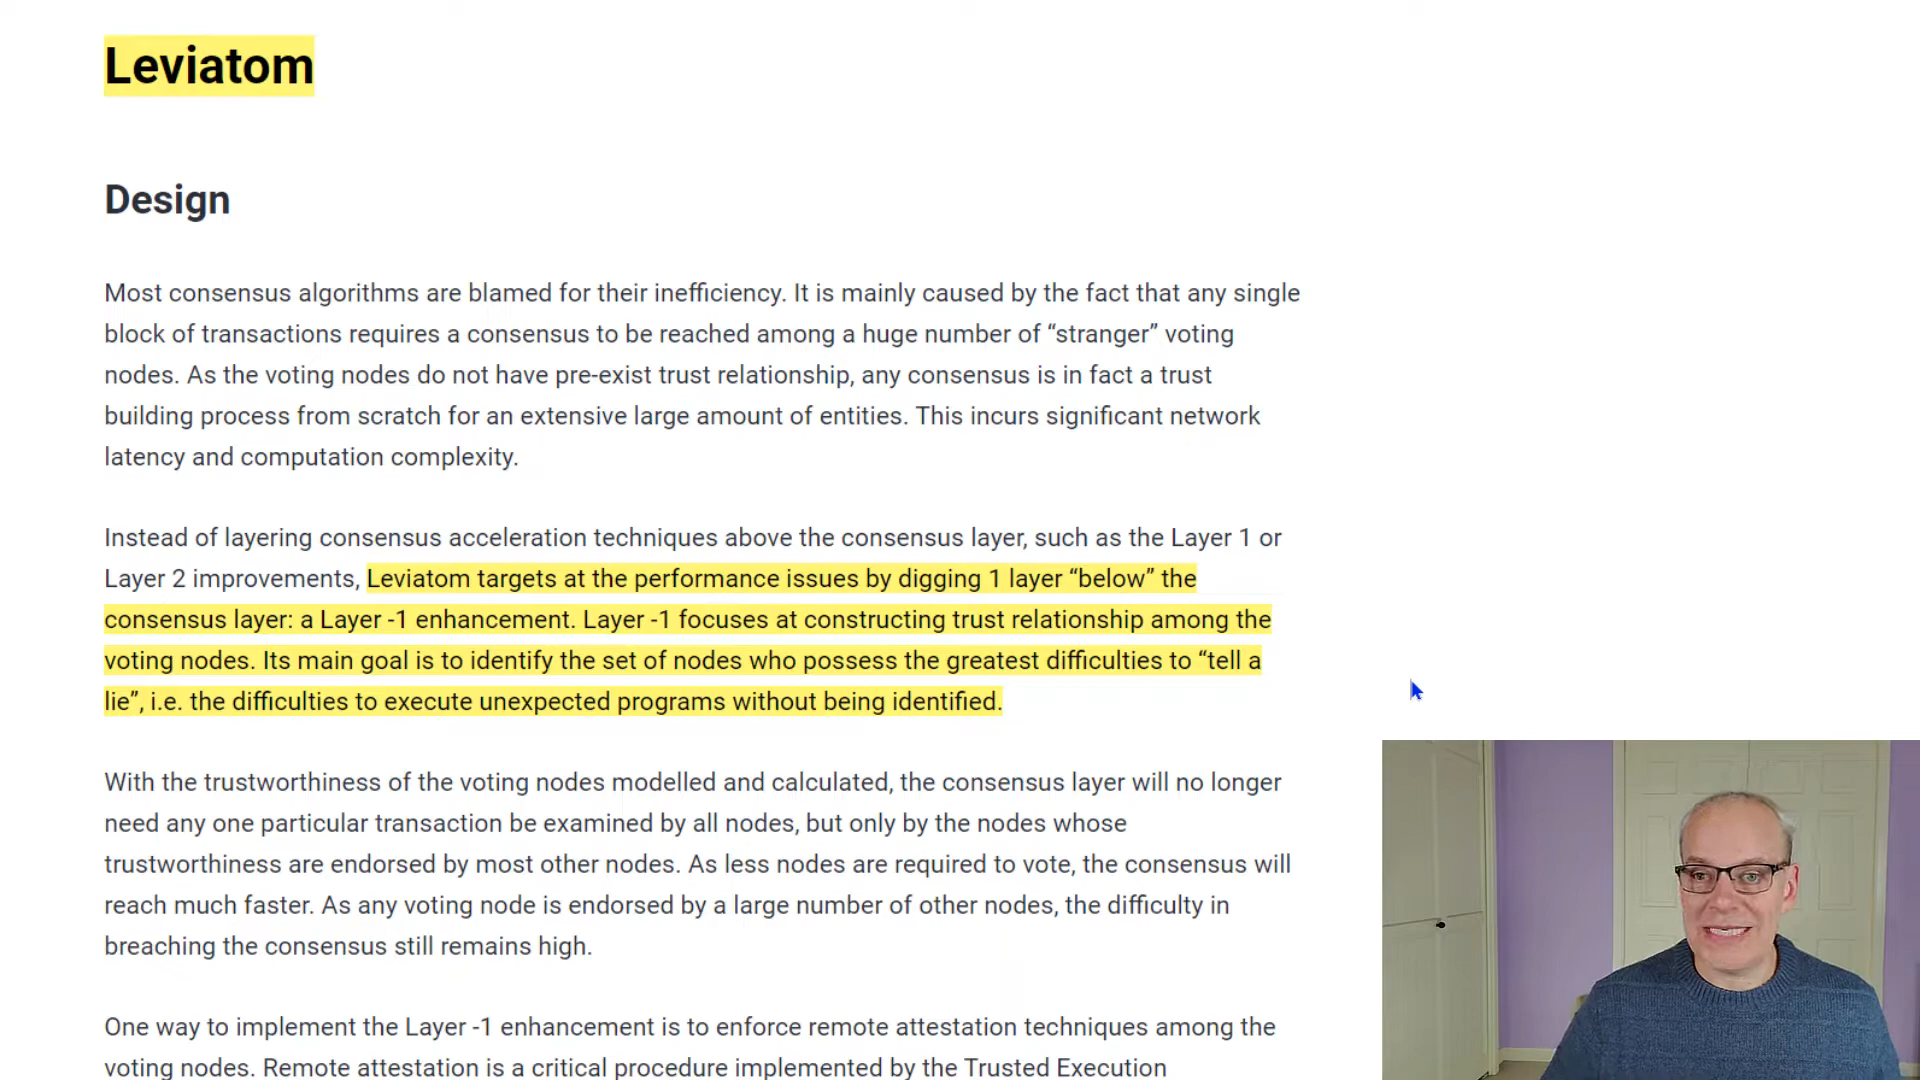 Leviatom
Design
Most consensus algorithms are blamed for their inefficiency. It is mainly caused by the fact that any single
block of transactions requires a consensus to be reached among a huge number of “stranger” voting
nodes. As the voting nodes do not have pre-exist trust relationship, any consensus is in fact a trust
building process from scratch for an extensive large amount of entities. This incurs significant network
latency and computation complexity.
Instead of layering consensus acceleration techniques above the consensus layer, such as the Layer 1 or
Layer 2 improvements, Leviatom targets at the performance issues by digging 1 layer “below” the
consensus layer: a Layer -1 enhancement. Layer -1 focuses at constructing trust relationship among the
voting nodes. Its main goal is to identify the set of nodes who possess the greatest difficulties to “tell a
lie”, i.e. the difficulties to execute unexpected programs without being identified.
With the trustworthiness of the voting nodes modelled and calculated, the consensus layer will no longer
need any one particular transaction be examined by all nodes, but only by the nodes whose
trustworthiness are endorsed by most other nodes. As less nodes are required to vote, the consensus will
reach much faster. As any voting node is endorsed by a large number of other nodes, the difficulty in
breaching the consensus still remains high.
One way to implement the Layer -1 enhancement is to enforce remote attestation techniques among the
voting nodes. Remote attestation is a critical procedure implemented by the Trusted Execution